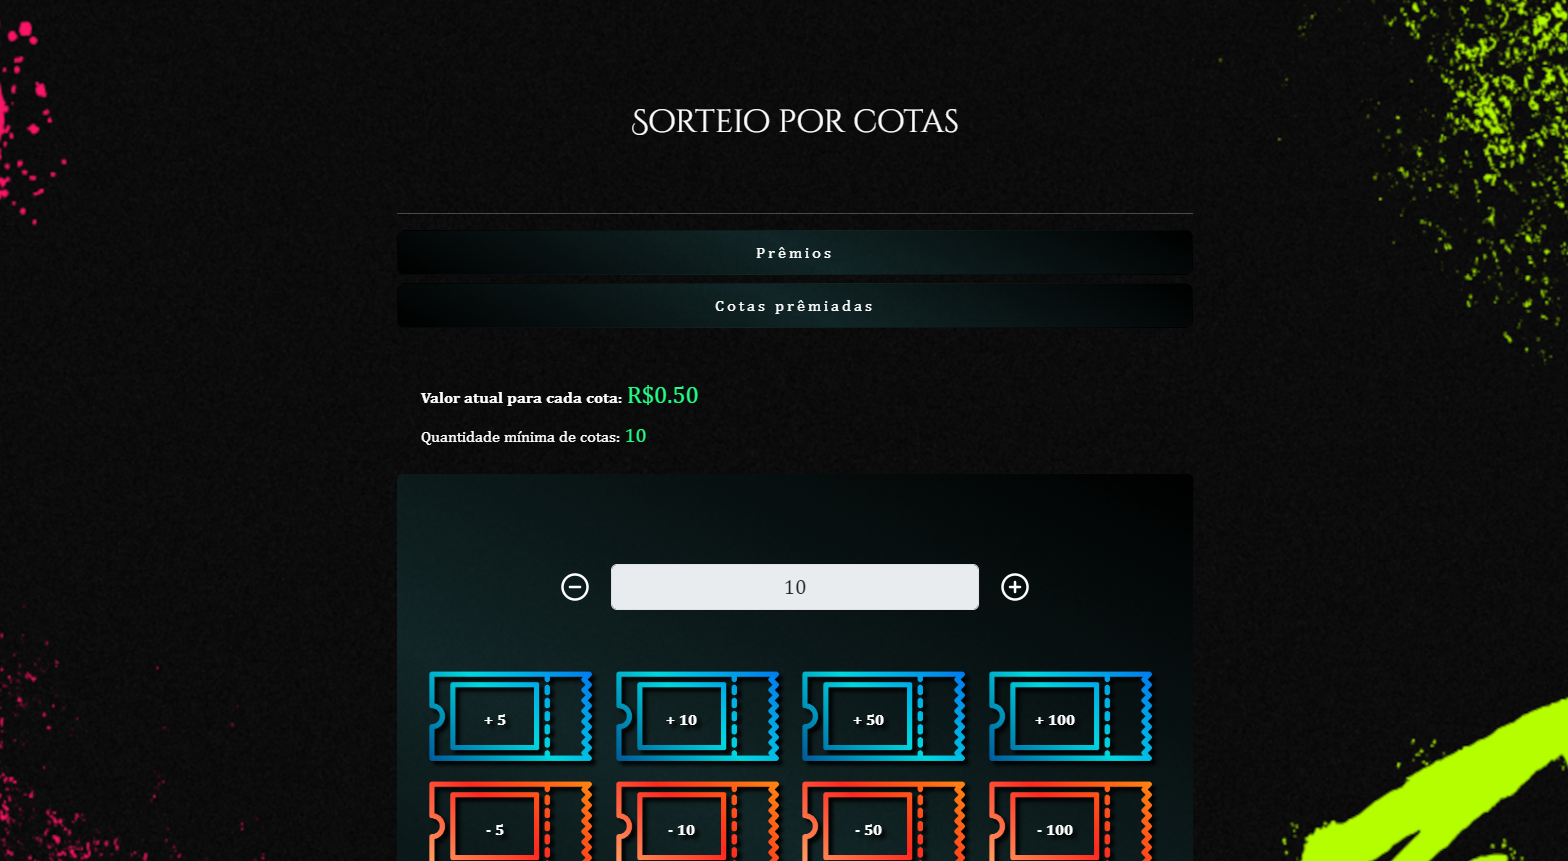 Sorteio por cotas
Prêmios
Cotas prêmiadas
Valor atual para cada cota: R$0.50
Quantidade mínima de cotas: 10
10
+ 5 + 10 + 50 + 100
- 5 - 10 - 50 - 100